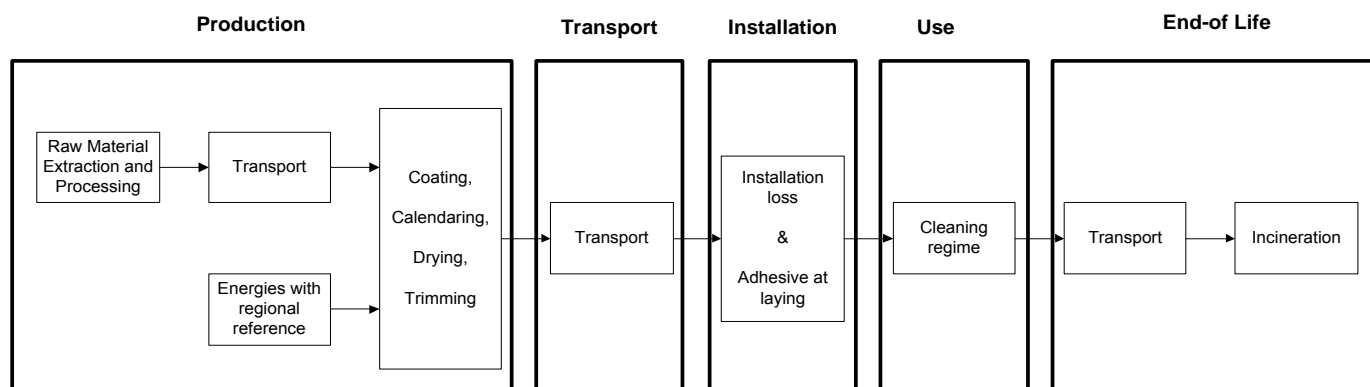 Production
Transport
Installation
Use
End-of Life
Raw Material
Extraction and
Processing
Transport
Energies with
regional
reference
Coating,
Calendaring,
Drying,
Trimming
Transport
Installation
loss
&
Adhesive at
laying
Cleaning
regime
Transport
Incineration